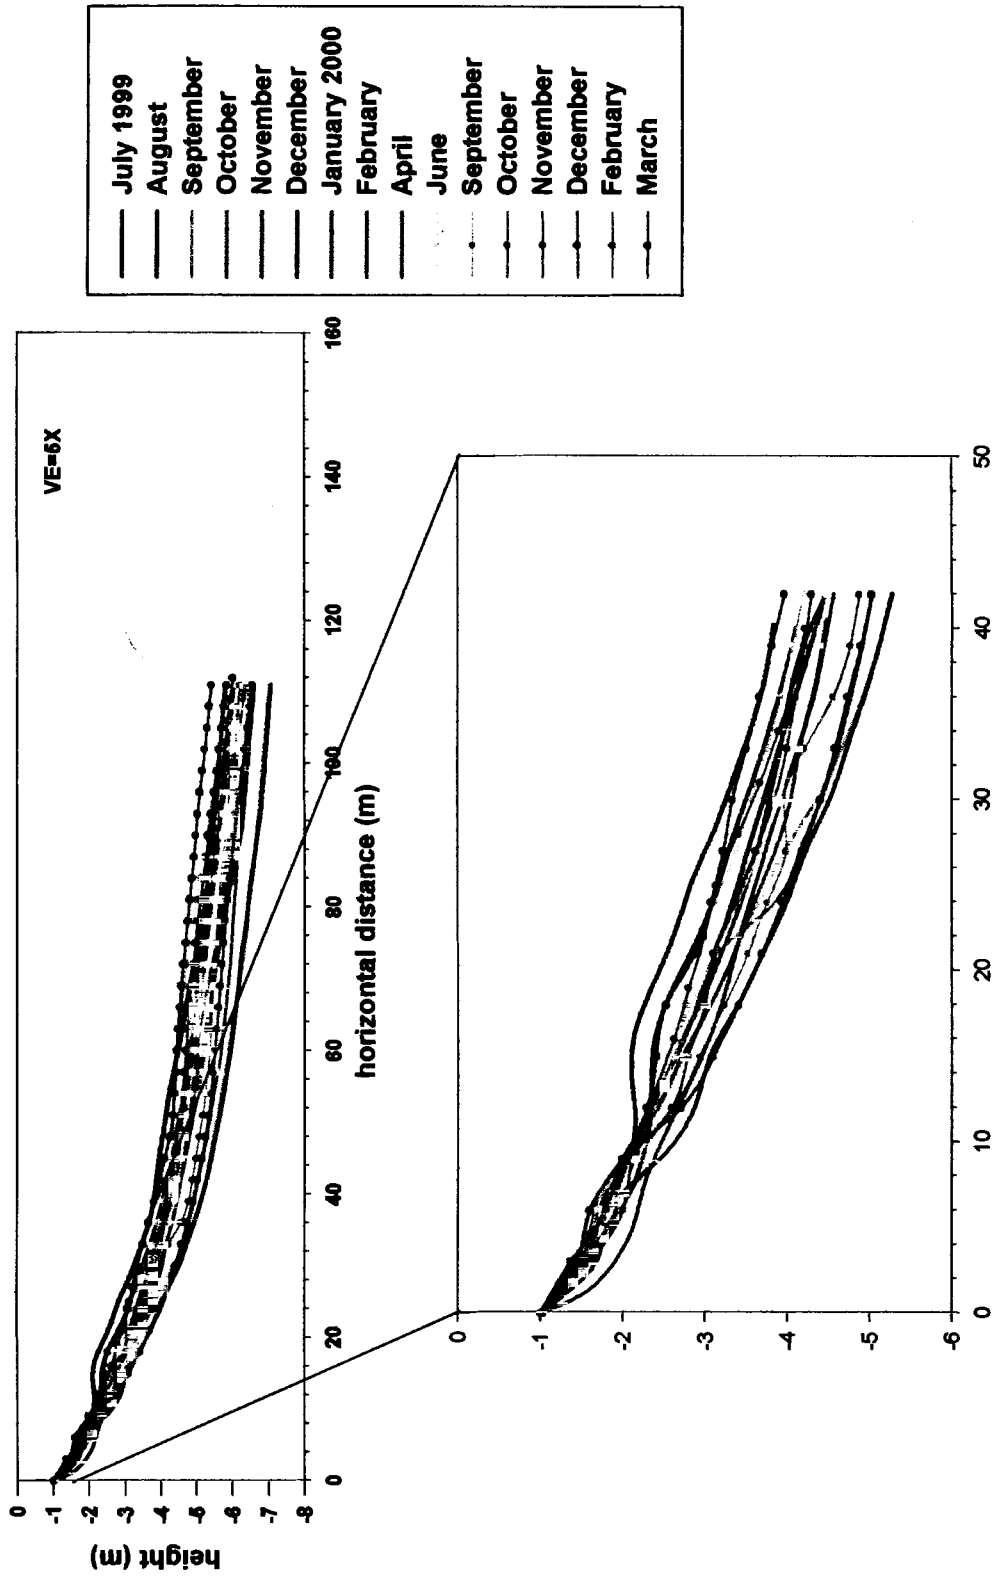 VE=5X
height (m)
0
-1
-2
-3
-4
-5
-6
-7
-8
0
20
40
60
80
100
120
140
160
horizontal distance (m)
July 1999
August
September
October
November
December
January 2000
February
April
June
September
October
November
December
February
March
0
-1
-2
-3
-4
-5
-6
0
10
20
30
40
50